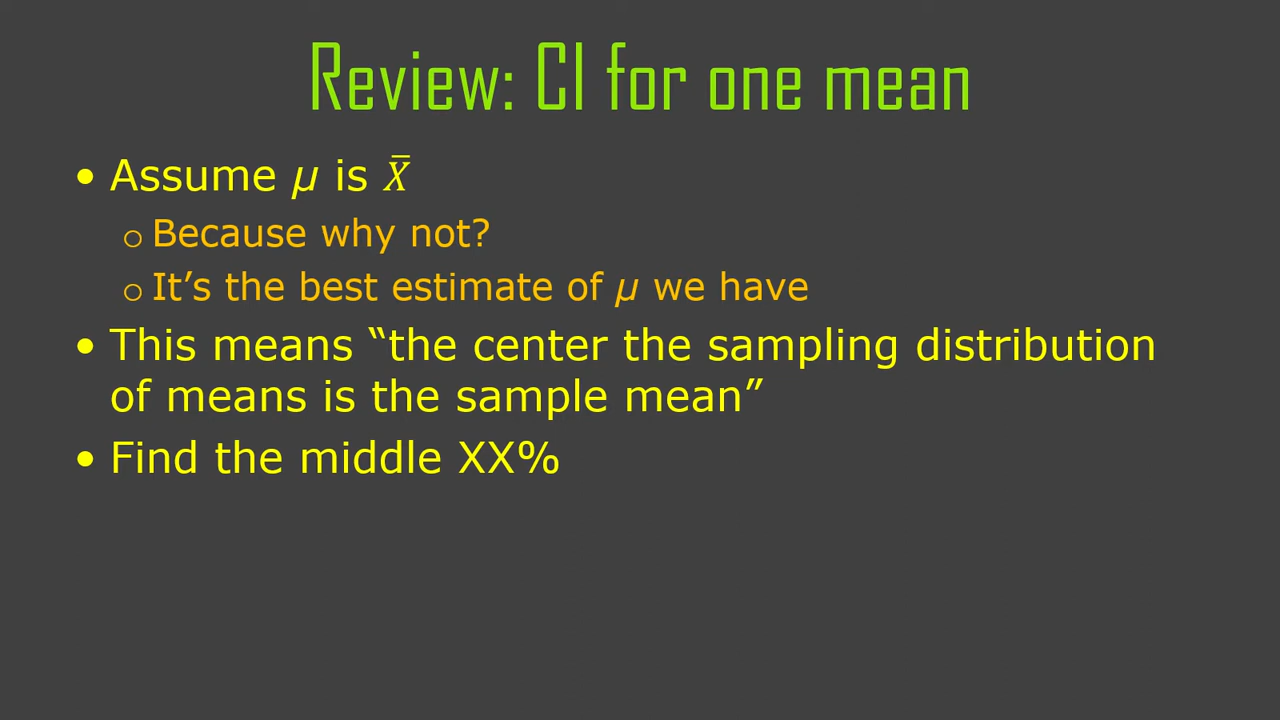 Review: CI for one mean
• Assume µ is X̄
o Because why not?
o It’s the best estimate of µ we have
• This means “the center the sampling distribution
of means is the sample mean”
• Find the middle XX%